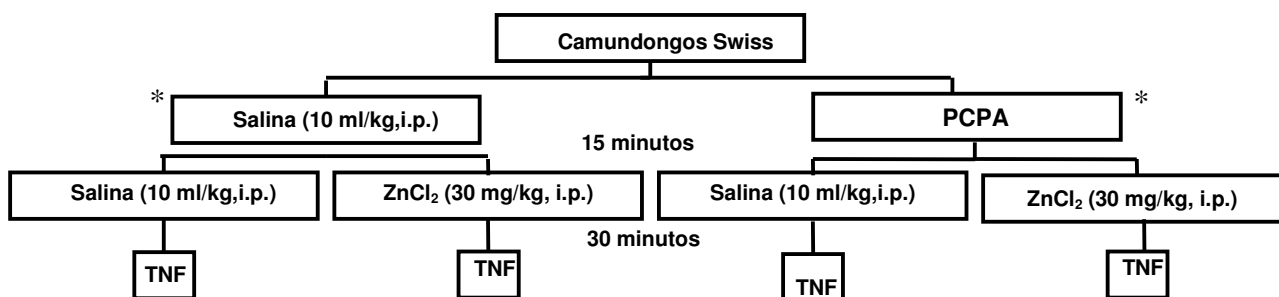 Camundongos Swiss
* Salina (10 ml/kg,i.p.)
PCPA *
15 minutos
Salina (10 ml/kg,i.p.)
ZnCl₂ (30 mg/kg, i.p.)
Salina (10 ml/kg,i.p.)
ZnCl₂ (30 mg/kg, i.p.)
30 minutos
TNF
TNF
TNF
TNF